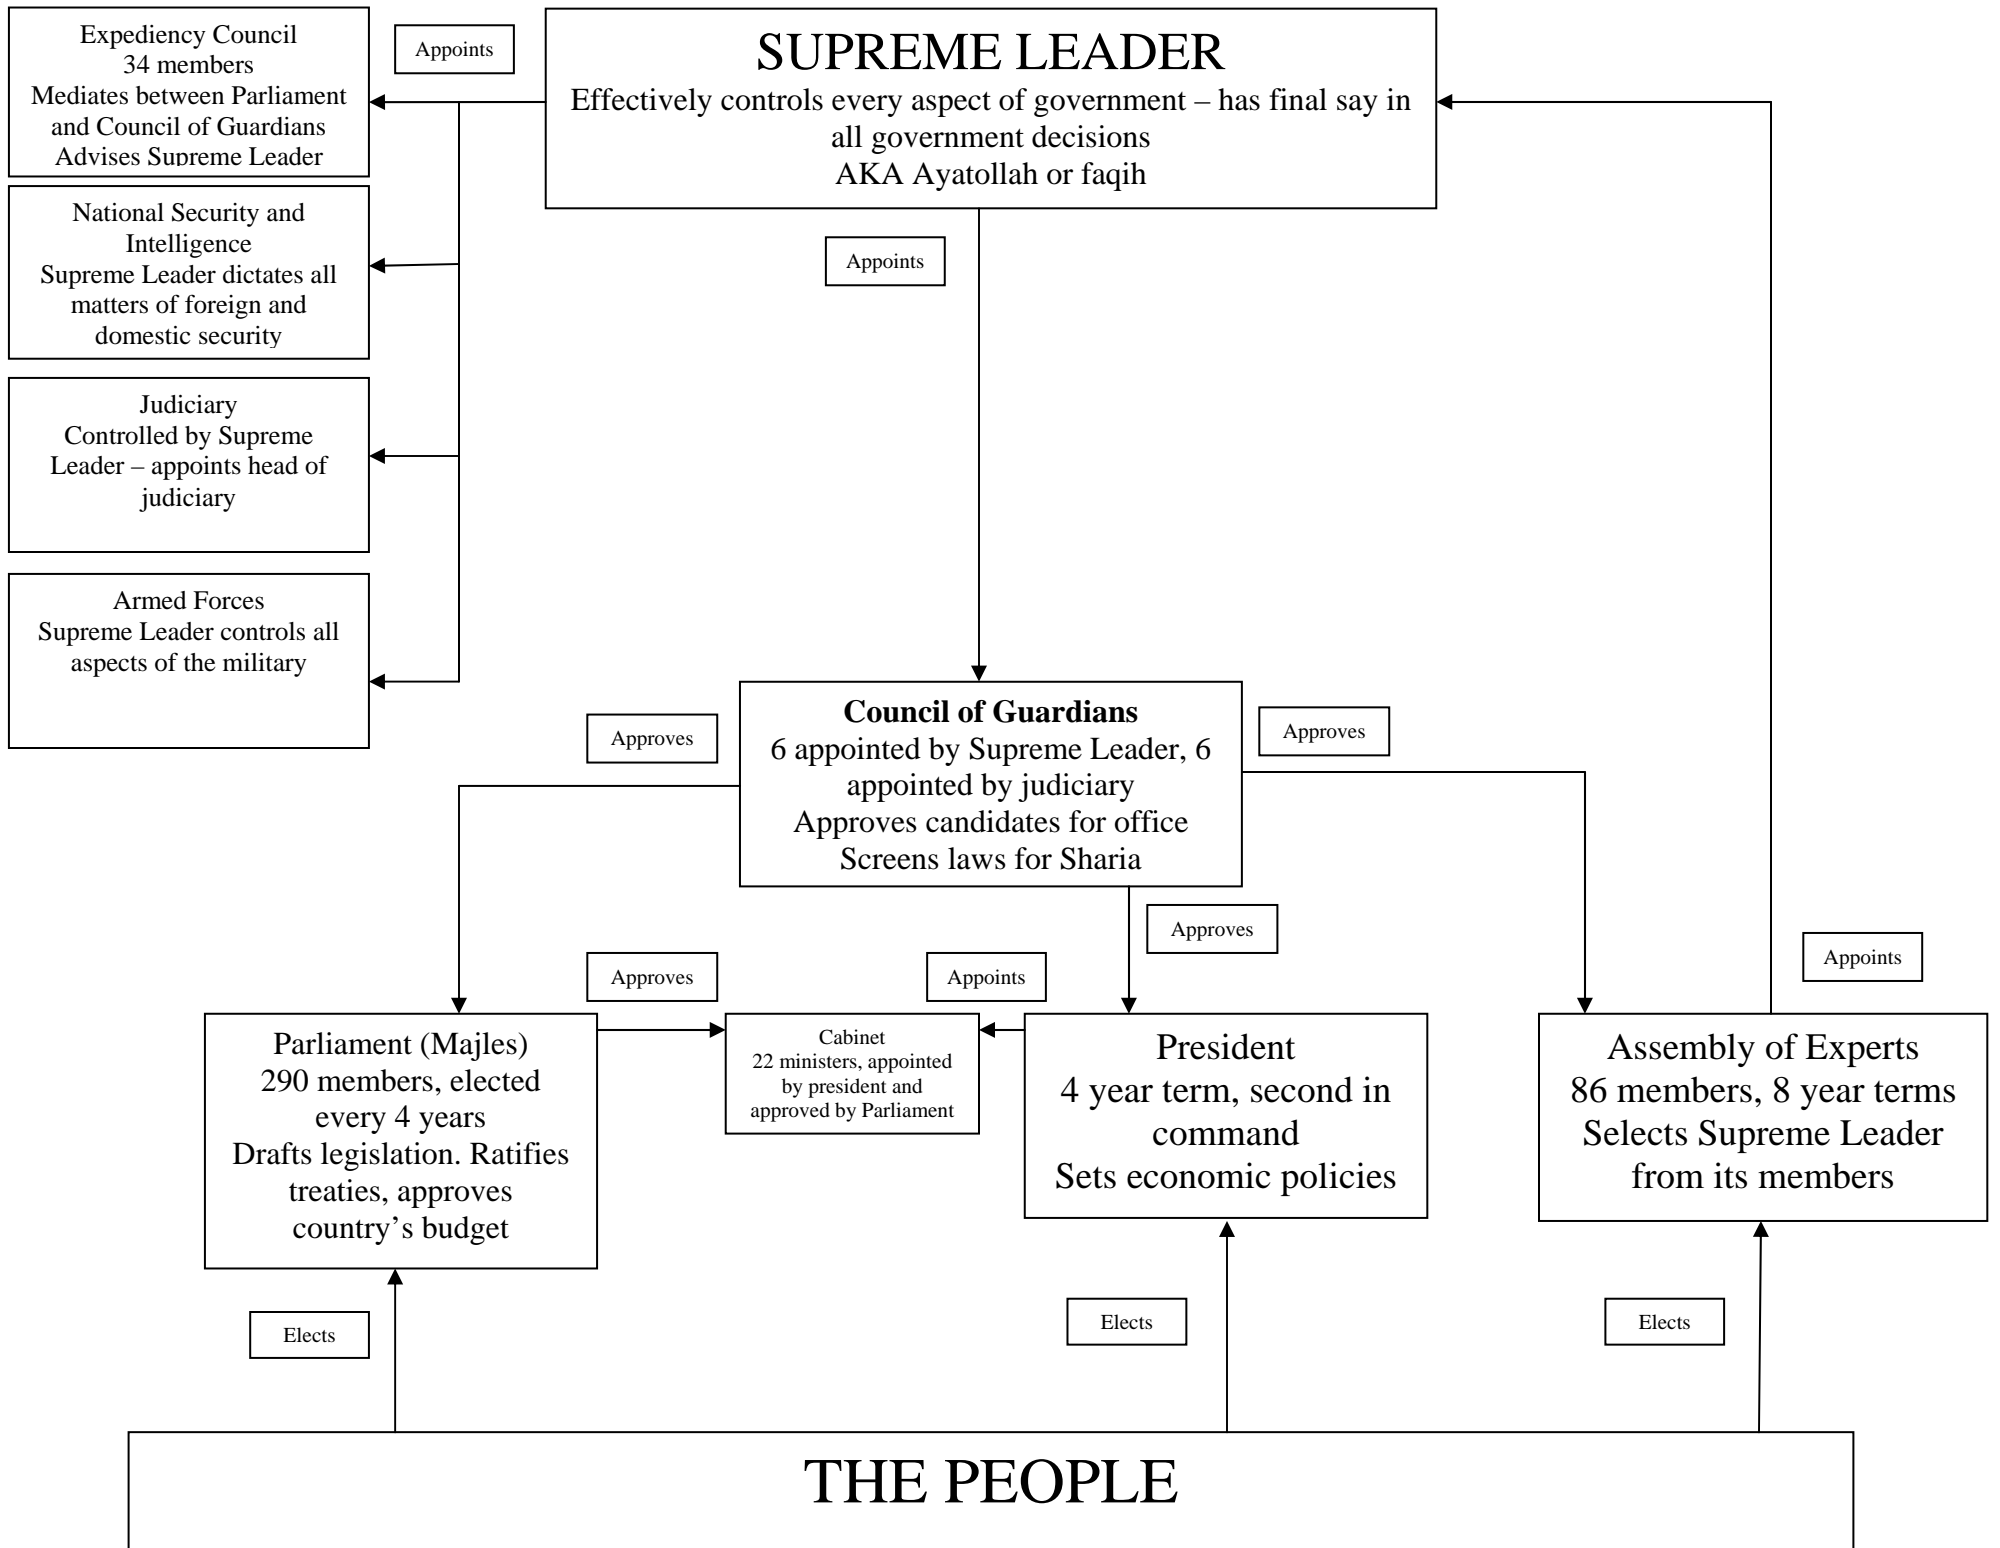 Expediency Council
34 members
Mediates between Parliament
and Council of Guardians
Advises Supreme Leader
Appoints
SUPREME LEADER
Effectively controls every aspect of government – has final say in
all government decisions
AKA Ayatollah or faqih
National Security and
Intelligence
Supreme Leader dictates all
matters of foreign and
domestic security
Appoints
Judiciary
Controlled by Supreme
Leader – appoints head of
judiciary
Armed Forces
Supreme Leader controls all
aspects of the military
Approves
Council of Guardians
6 appointed by Supreme Leader, 6
appointed by judiciary
Approves candidates for office
Screens laws for Sharia
Approves
Approves
Approves
Appoints
Appoints
Parliament (Majles)
290 members, elected
every 4 years
Drafts legislation. Ratifies
treaties, approves
country’s budget
Cabinet
22 ministers, appointed
by president and
approved by Parliament
President
4 year term, second in
command
Sets economic policies
Assembly of Experts
86 members, 8 year terms
Selects Supreme Leader
from its members
Elects
Elects
Elects
THE PEOPLE